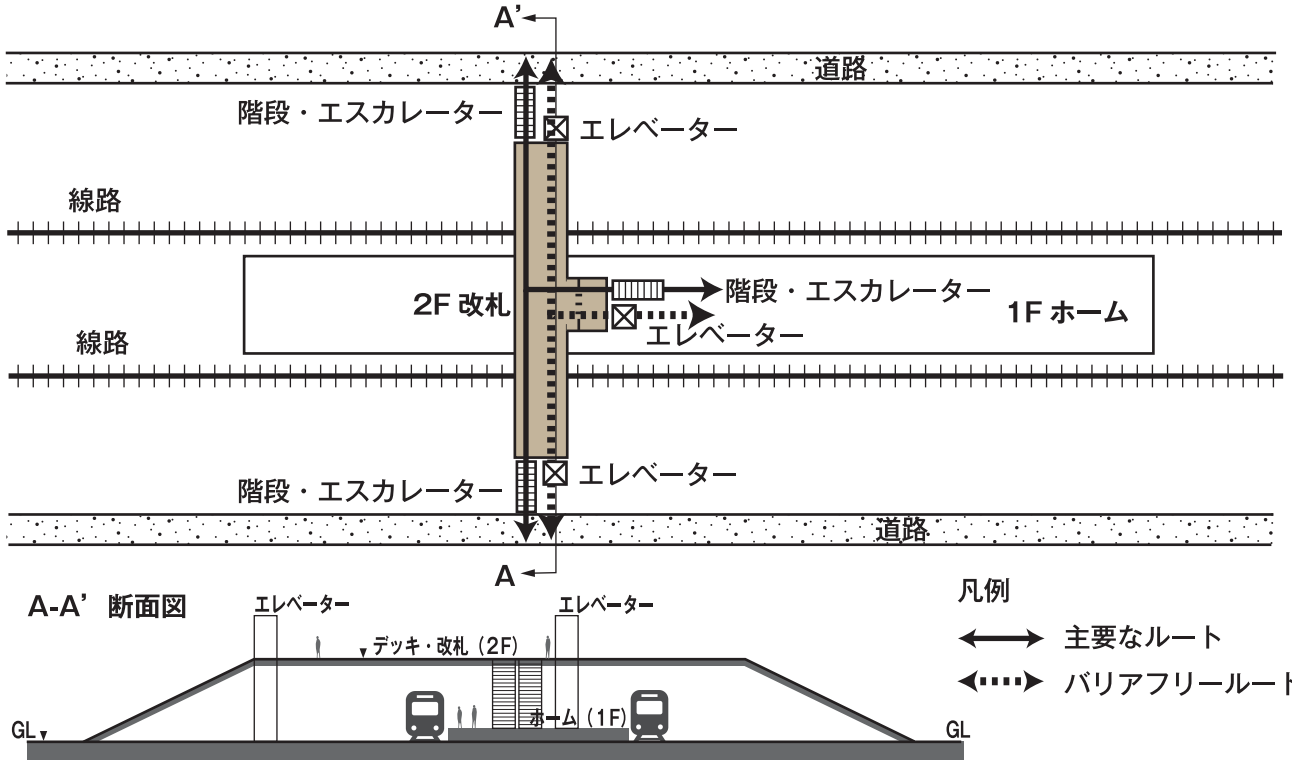 A’
道路
階段・エスカレーター
エレベーター
線路
2F 改札
階段・エスカレーター
1F ホーム
エレベーター
線路
エレベーター
階段・エスカレーター
道路
A
A-A’ 断面図
エレベーター
エレベーター
デッキ・改札（2F）
ホーム（1F）
GL
GL
凡例
主要なルート
バリアフリールート